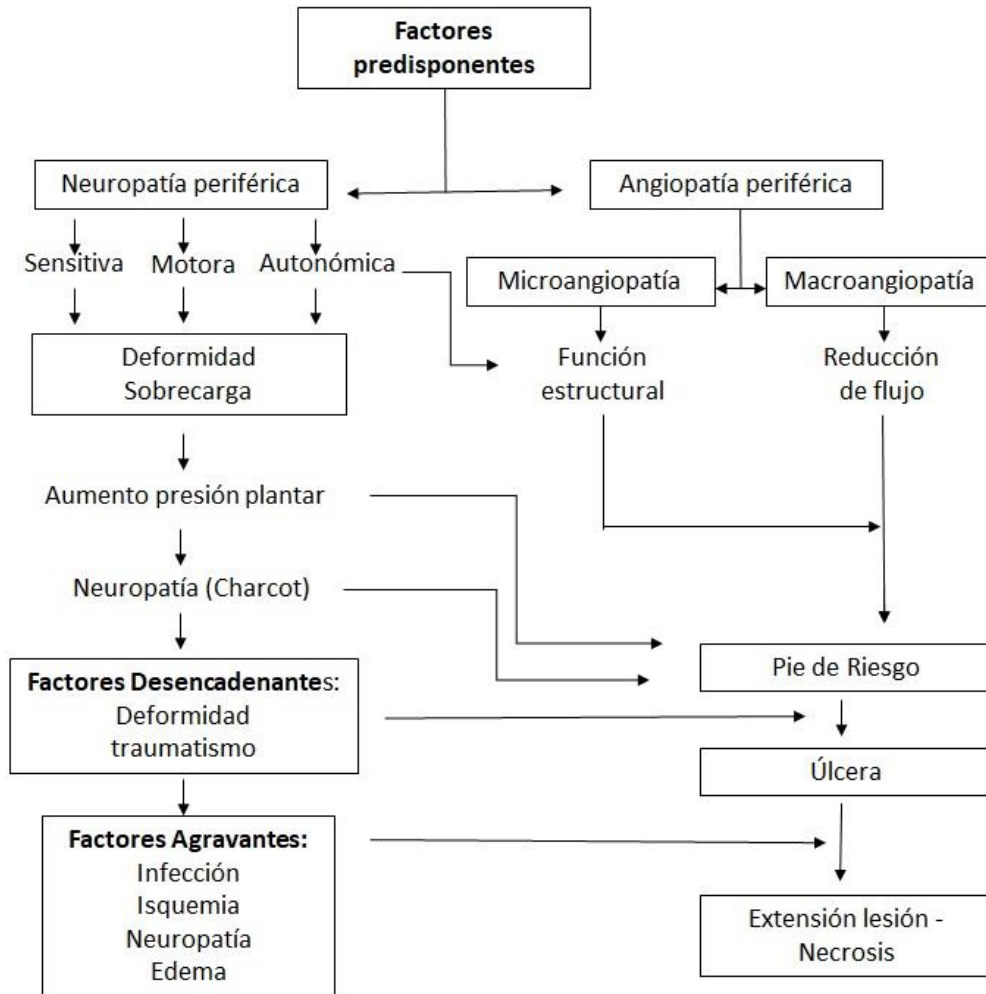 Factores
predisponentes
Neuropatía periférica
Angiopatía periférica
Sensitiva
Motora
Autonómica
Microangiopatía
Macroangiopatía
Deformidad
Sobrecarga
Función
estructural
Reducción
de flujo
Aumento presión plantar
Neuropatía (Charcot)
Factores Desencadenantes:
Deformidad
traumatismo
Pie de Riesgo
Úlcera
Factores Agravantes:
Infección
Isquemia
Neuropatía
Edema
Extensión lesión -
Necrosis